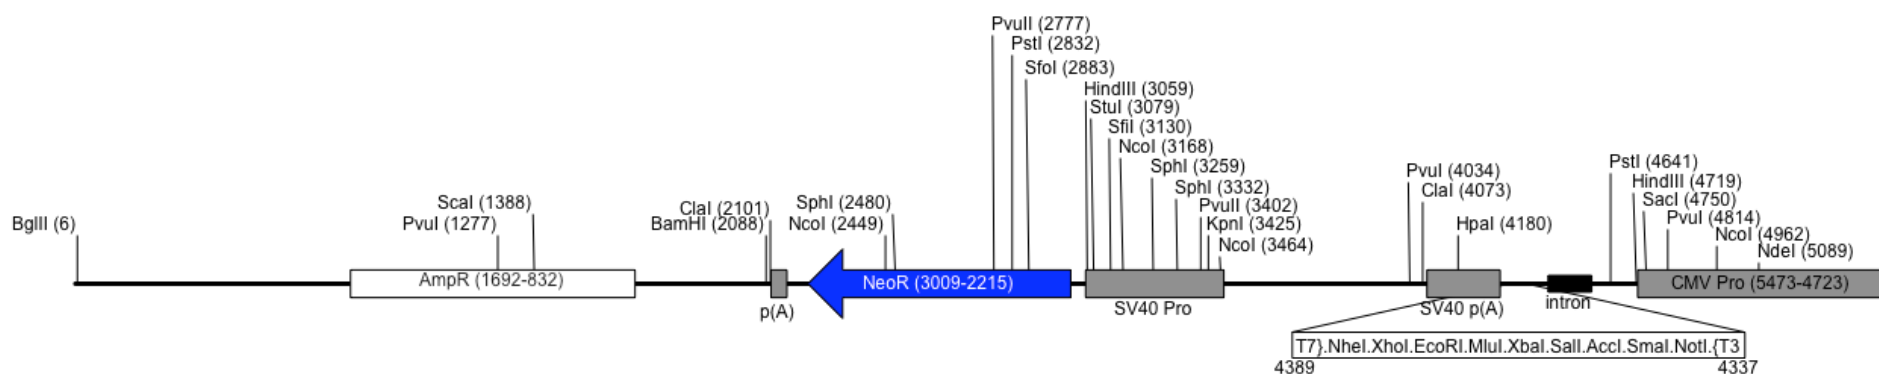 PvuII (2777)
PstI (2832)
SfoI (2883)
HindIII (3059)
StuI (3079)
SfiI (3130)
NcoI (3168)
SphI (3259)
SphI (3332)
PvuII (3402)
KpnI (3425)
NcoI (3464)
PvuI (4034)
ClaI (4073)
HpaI (4180)
PstI (4641)
HindIII (4719)
SacI (4750)
PvuI (4814)
NcoI (4962)
NdeI (5089)
BglII (6)
ScaI (1388)
PvuI (1277)
ClaI (2101)
BamHI (2088)
SphI (2480)
NcoI (2449)
AmpR (1692-832)
p(A)
NeoR (3009-2215)
SV40 Pro
SV40 p(A)
intron
CMV Pro (5473-4723)
T7}.NheI.XhoI.EcoRI.MluI.XbaI.SalI.AccI.SmaI.NotI.{T3
4389 4337